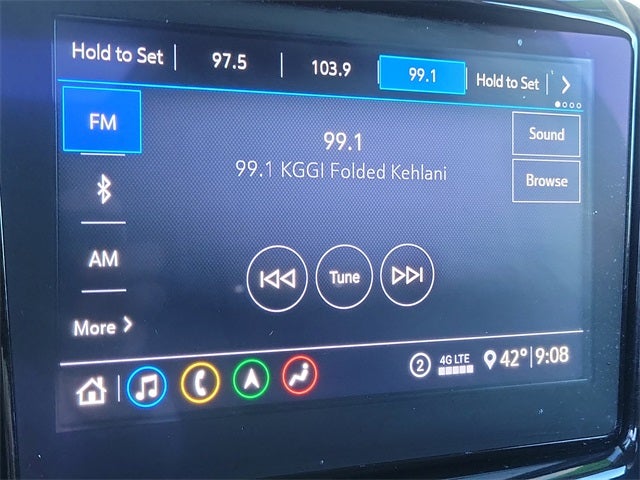 Hold to Set 97.5 103.9 99.1 Hold to Set
FM
99.1
Sound
99.1 KGGI Folded Kehlani
Browse
AM
Tune
More
2 4G LTE 42° 9:08